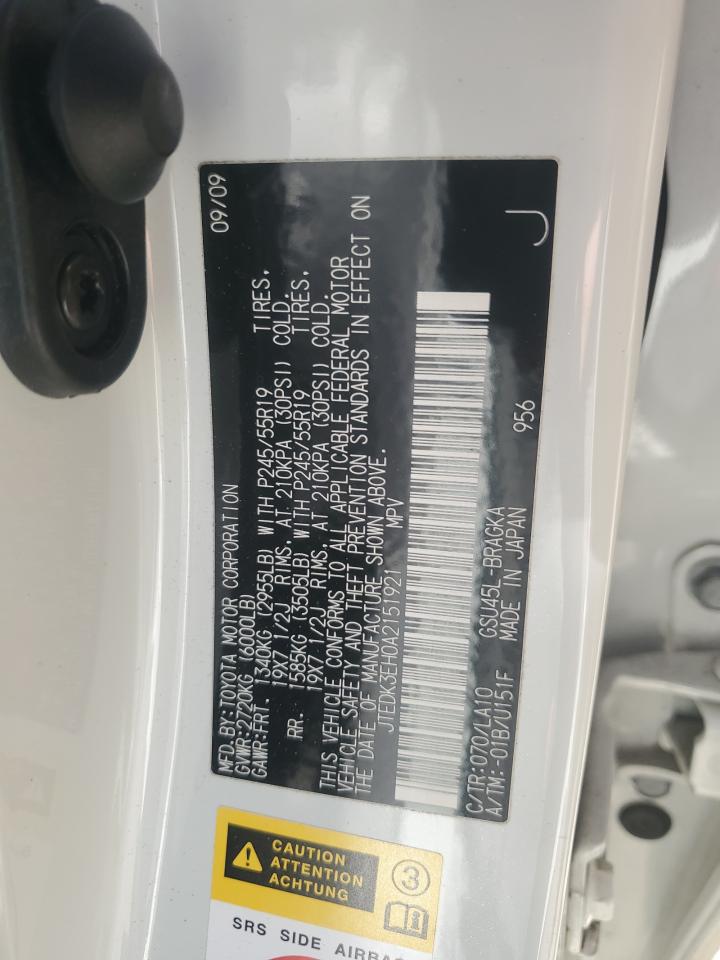 MFD.BY:TOYOTA MOTOR CORPORATION 09/09
GVWR:2720KG (6000LB)
GAWR:FRT. 1340KG (2955LB) WITH P245/55R19 TIRES,
19X7 1/2J RIMS, AT 210KPA (30PSI) COLD.
RR. 1585KG (3505LB) WITH P245/55R19 TIRES,
19X7 1/2J RIMS, AT 210KPA (30PSI) COLD.
THIS VEHICLE CONFORMS TO ALL APPLICABLE FEDERAL MOTOR
VEHICLE SAFETY AND THEFT PREVENTION STANDARDS IN EFFECT ON
THE DATE OF MANUFACTURE SHOWN ABOVE.
JTEDK3EH0A2151921 MPV
C/TR:070/LA10 GSU45L-BRAGKA
A/TM:-01B/U151F MADE IN JAPAN 956 J
CAUTION
ATTENTION
ACHTUNG
3
SRS SIDE AIRBAG